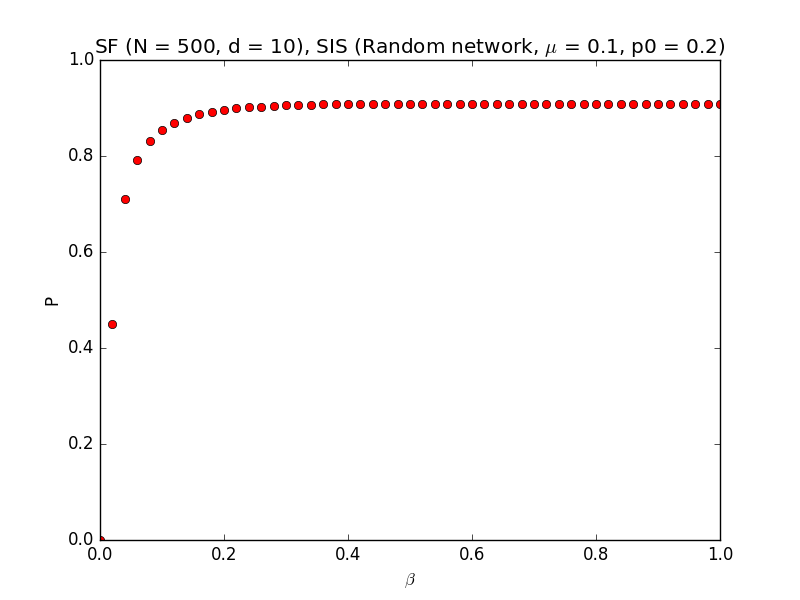 SF (N = 500, d = 10), SIS (Random network, μ = 0.1, p0 = 0.2)
1.0
0.8
0.6
0.4
0.2
0.0
P
0.0 0.2 0.4 0.6 0.8 1.0
β